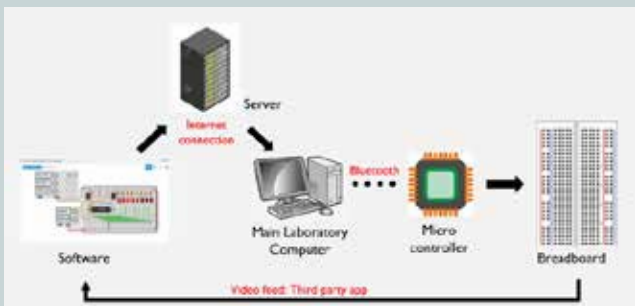 Server
Internet
connection
Bluetooth
Software
Main Laboratory
Computer
Micro
controller
Breadboard
Video feed: Third party app